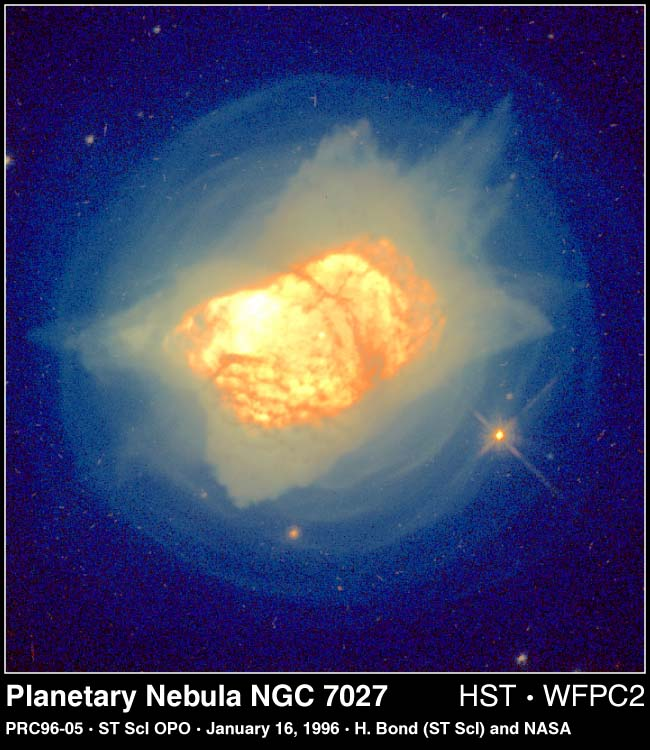 Planetary Nebula NGC 7027 HST · WFPC2
PRC96-05 · ST ScI OPO · January 16, 1996 · H. Bond (ST ScI) and NASA